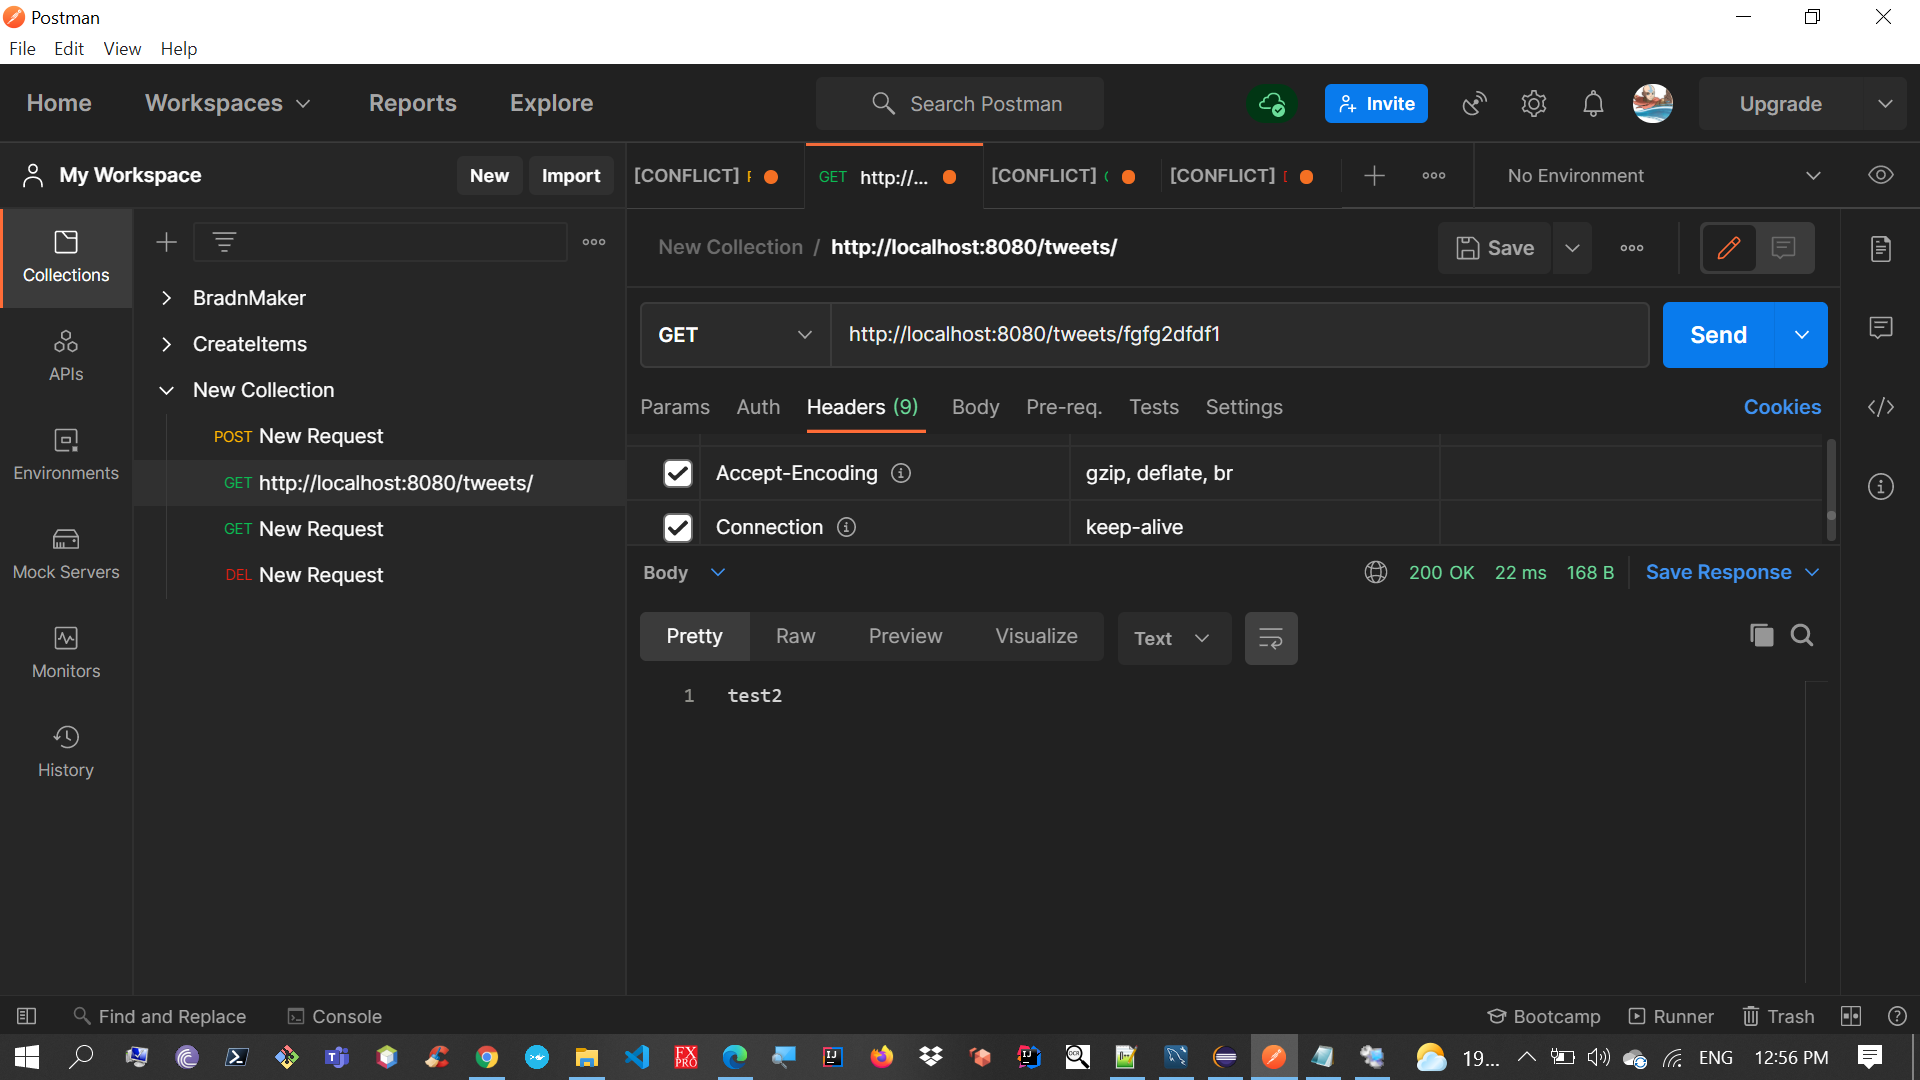 Postman
File Edit View Help
Home Workspaces Reports Explore Search Postman Invite Upgrade
My Workspace New Import [CONFLICT] GET http://... [CONFLICT] [CONFLICT] No Environment
Collections
APIs
Environments
Mock Servers
Monitors
History
BradnMaker
CreateItems
New Collection
POST New Request
GET http://localhost:8080/tweets/
GET New Request
DEL New Request
New Collection / http://localhost:8080/tweets/ Save
GET http://localhost:8080/tweets/fgfg2dfdf1 Send
Params Auth Headers (9) Body Pre-req. Tests Settings Cookies
Accept-Encoding gzip, deflate, br
Connection keep-alive
Body 200 OK 22 ms 168 B Save Response
Pretty Raw Preview Visualize Text
1 test2
Find and Replace Console Bootcamp Runner Trash
19... ENG 12:56 PM